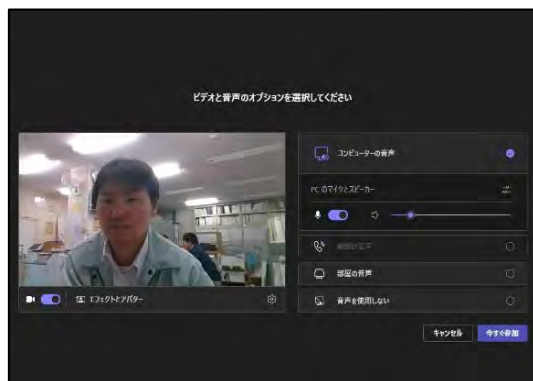 ビデオと音声のオプションを選択してください
コンピューターの音声
PC のマイクとスピーカー
部屋の音声
音声を使用しない
エフェクトとアバター
キャンセル
今すぐ参加